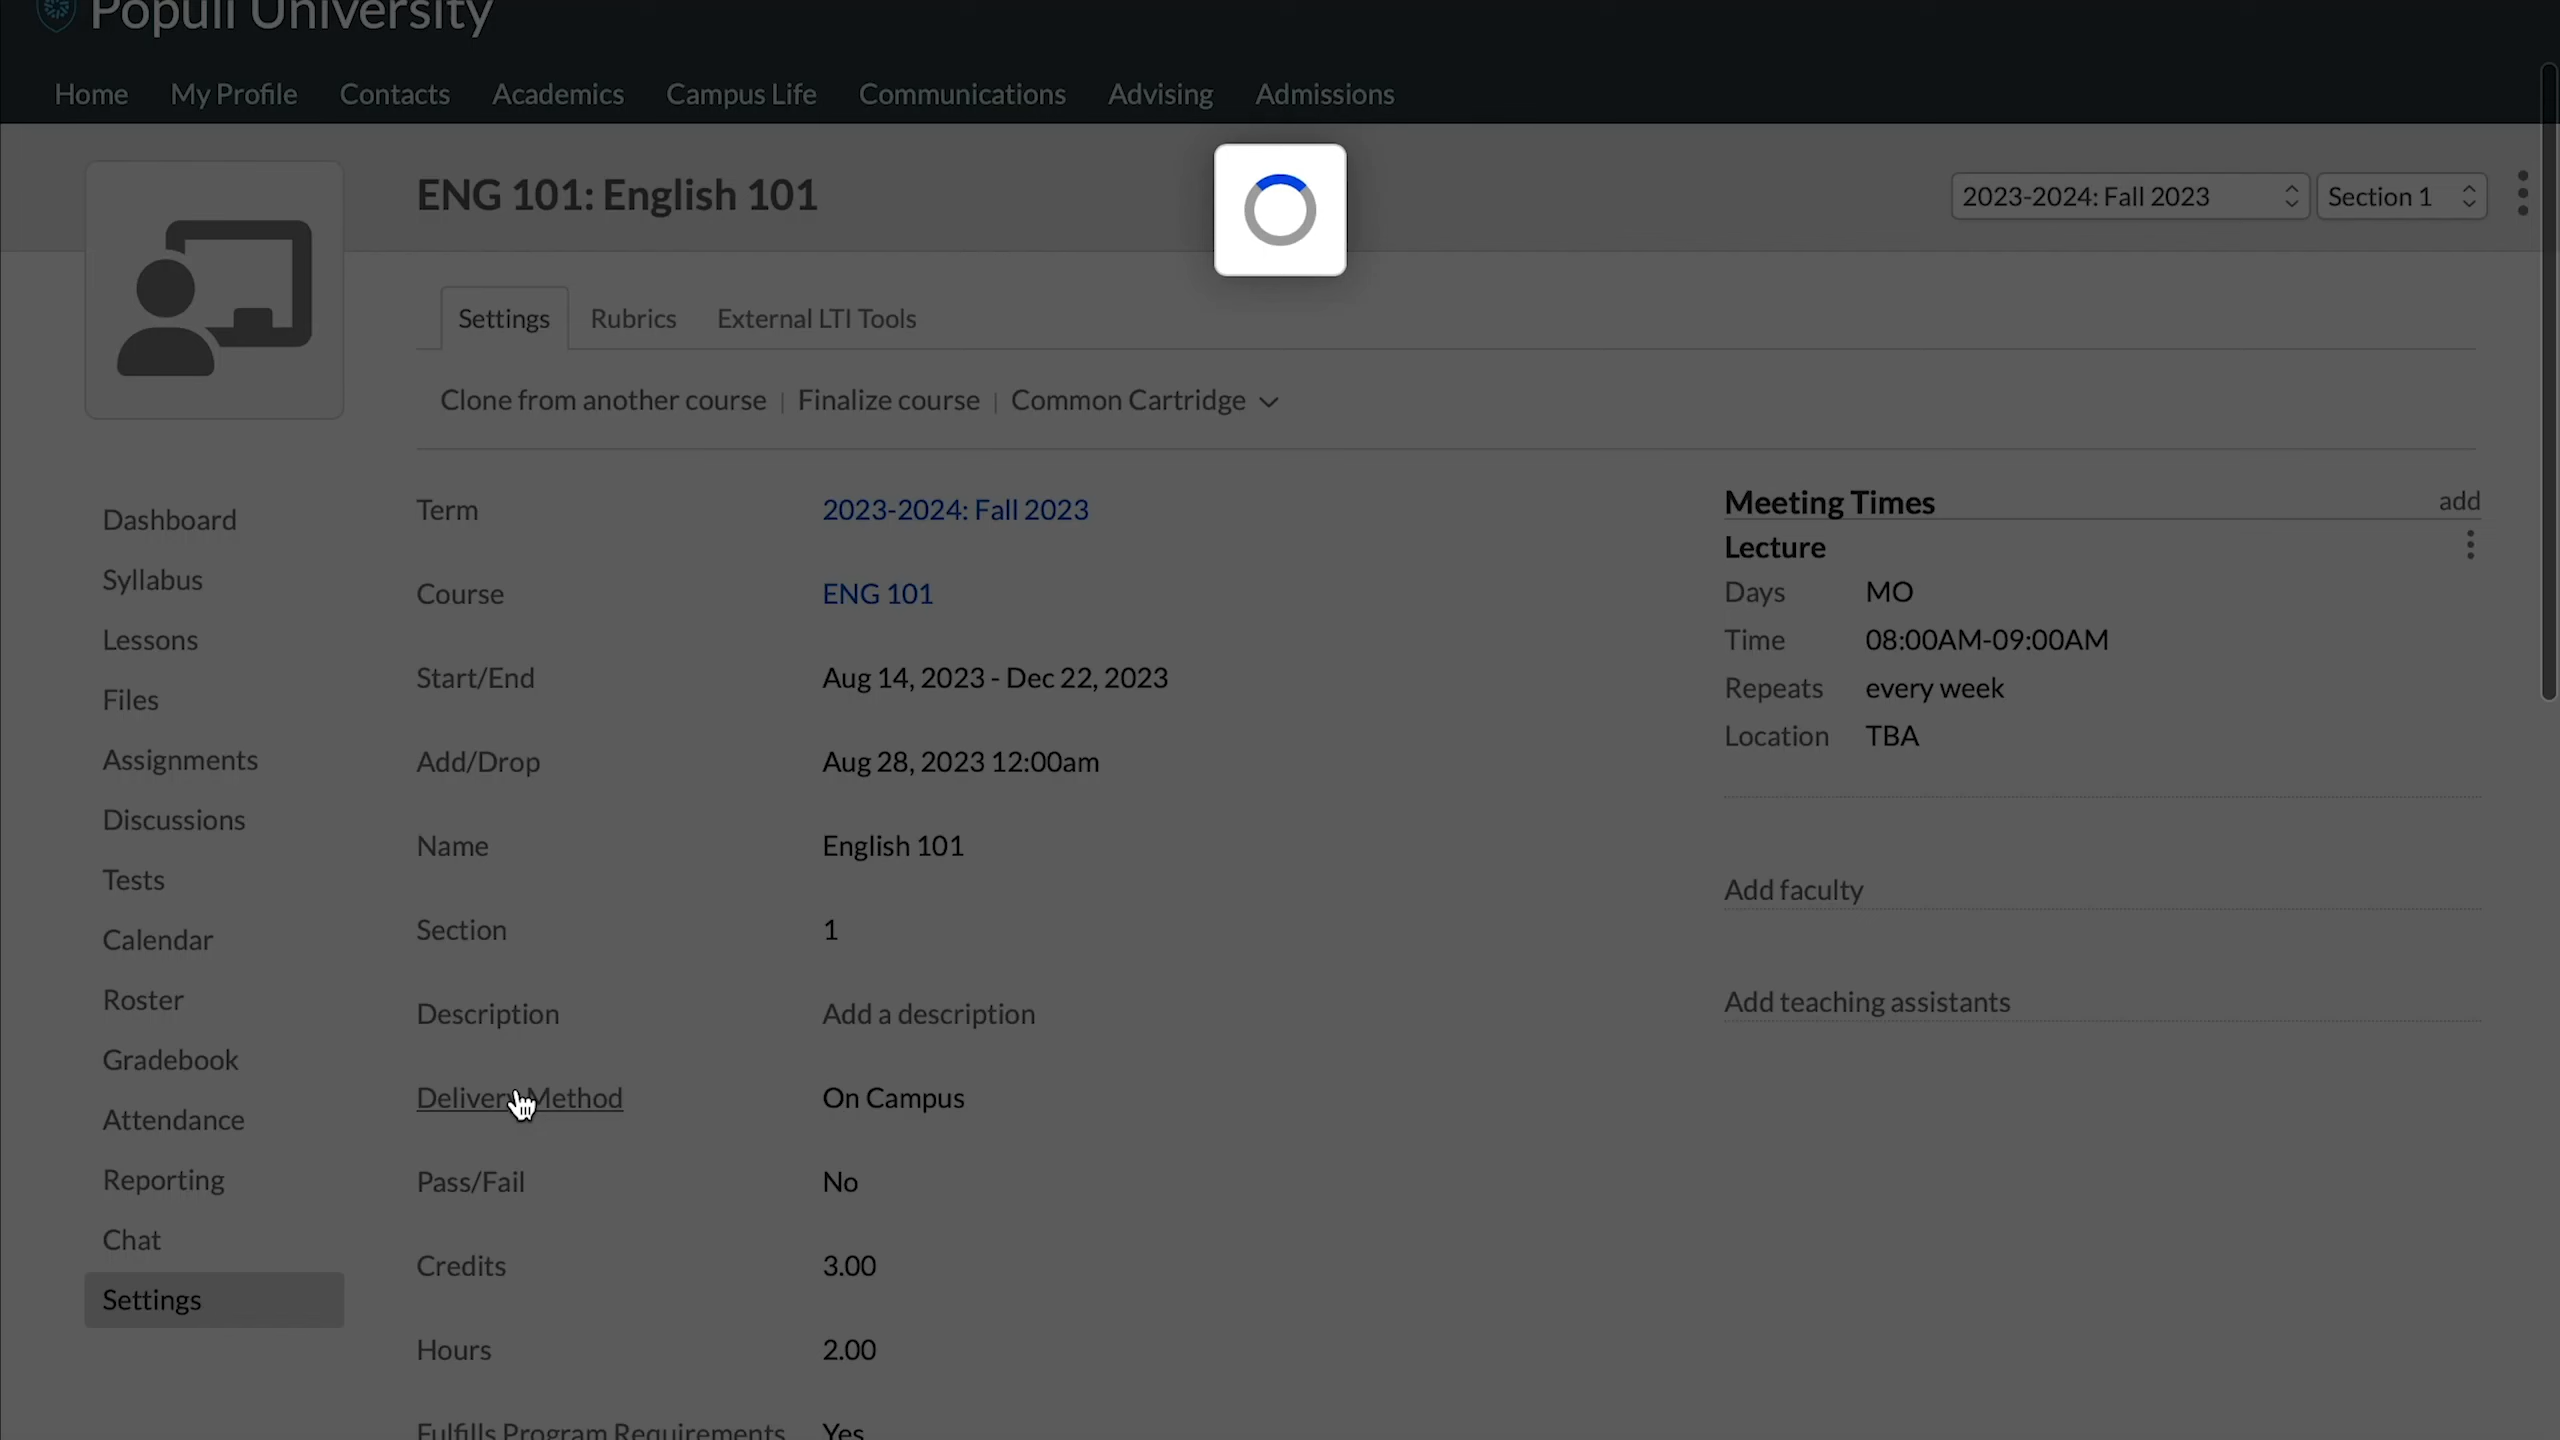 Populi University
Home My Profile Contacts Academics Campus Life Communications Advising Admissions
ENG 101: English 101
2023-2024: Fall 2023 Section 1
Settings Rubrics External LTI Tools
Clone from another course | Finalize course | Common Cartridge
Dashboard
Syllabus
Lessons
Files
Assignments
Discussions
Tests
Calendar
Roster
Gradebook
Attendance
Reporting
Chat
Settings
Term 2023-2024: Fall 2023
Course ENG 101
Start/End Aug 14, 2023 - Dec 22, 2023
Add/Drop Aug 28, 2023 12:00am
Name English 101
Section 1
Description Add a description
Delivery Method On Campus
Pass/Fail No
Credits 3.00
Hours 2.00
Fulfills Program Requirements Yes
Meeting Times add
Lecture
Days MO
Time 08:00AM-09:00AM
Repeats every week
Location TBA
Add faculty
Add teaching assistants